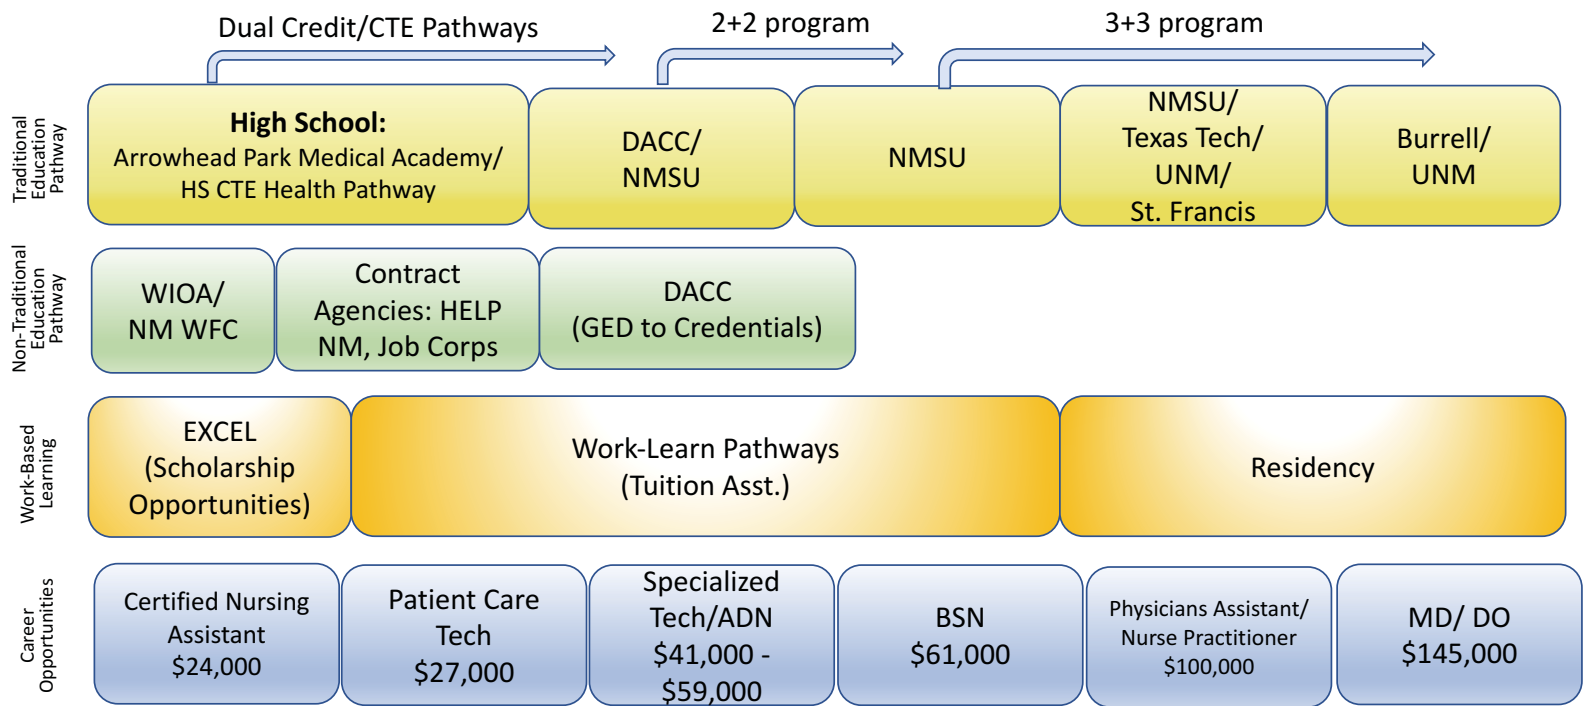 Dual Credit/CTE Pathways
2+2 program
3+3 program
Traditional
Education
Pathway
High School:
Arrowhead Park Medical Academy/
HS CTE Health Pathway
DACC/
NMSU
NMSU
NMSU/
Texas Tech/
UNM/
St. Francis
Burrell/
UNM
Non-Traditional
Education
Pathway
WIOA/
NM WFC
Contract
Agencies: HELP
NM, Job Corps
DACC
(GED to Credentials)
Work-Based
Learning
EXCEL
(Scholarship
Opportunities)
Work-Learn Pathways
(Tuition Asst.)
Residency
Career
Opportunities
Certified Nursing
Assistant
$24,000
Patient Care
Tech
$27,000
Specialized
Tech/ADN
$41,000 -
$59,000
BSN
$61,000
Physicians Assistant/
Nurse Practitioner
$100,000
MD/ DO
$145,000